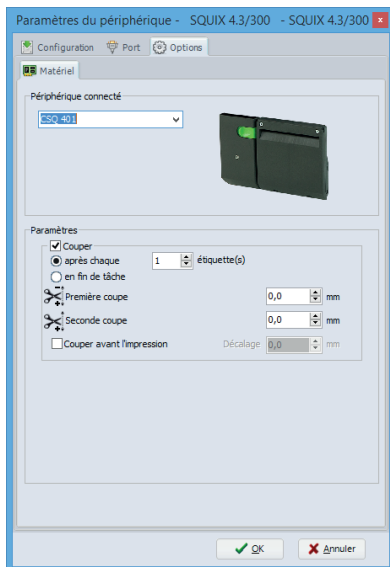 Paramètres du périphérique - SQUIX 4.3/300 - SQUIX 4.3/300
Configuration Port Options
Matériel
Périphérique connecté
CSQ 401
Paramètres
Couper
après chaque 1 étiquette(s)
en fin de tâche
Première coupe 0,0 mm
Seconde coupe 0,0 mm
Couper avant l'impression Décalage 0,0 mm
OK Annuler